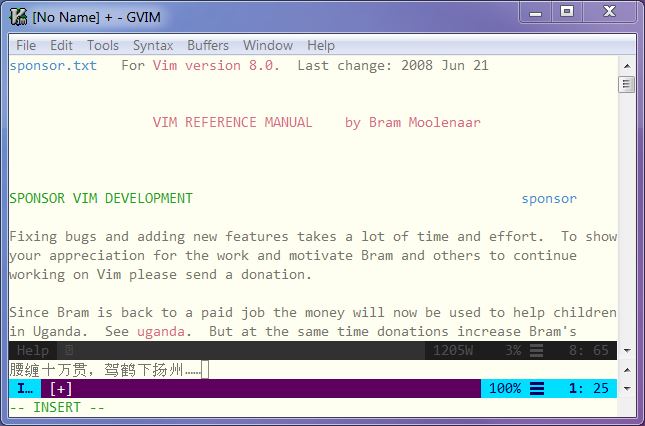 [No Name] + - GVIM
File Edit Tools Syntax Buffers Window Help
sponsor.txt For Vim version 8.0. Last change: 2008 Jun 21
VIM REFERENCE MANUAL by Bram Moolenaar
SPONSOR VIM DEVELOPMENT sponsor
Fixing bugs and adding new features takes a lot of time and effort. To show
your appreciation for the work and motivate Bram and others to continue
working on Vim please send a donation.
Since Bram is back to a paid job the money will now be used to help children
in Uganda. See uganda. But at the same time donations increase Bram's
Help 1205W 3% ☰ 8: 65
腰缠十万贯，驾鹤下扬州……
I… [+] 100% ☰ 1: 25
-- INSERT --